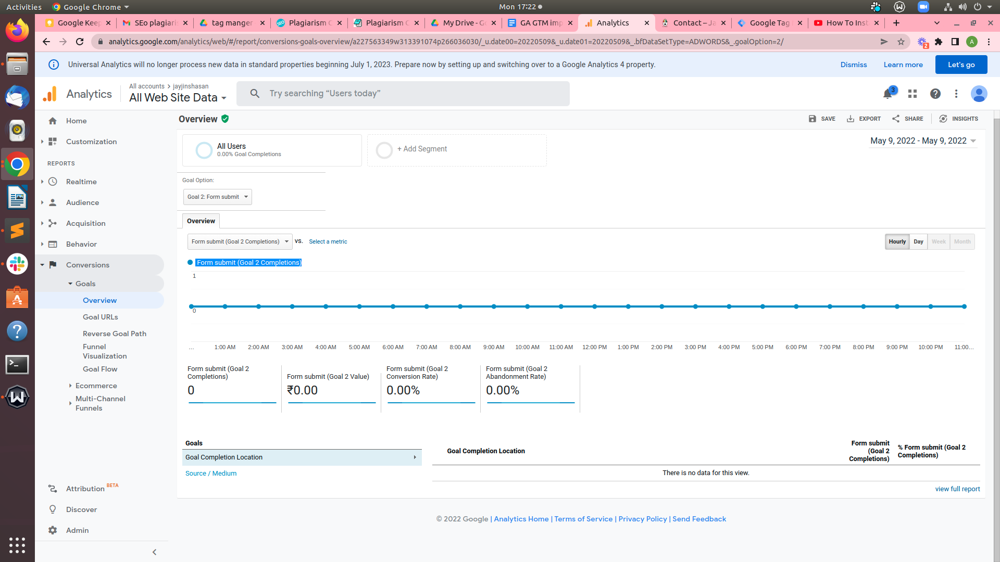 Activities
Google Chrome
Mon 17:22
Google Keep
SEo plagiaris
tag manger
Plagiarism C
Plagiarism C
My Drive - Go
GA GTM imp
Analytics
Contact – Ja
Google Tag
How To Inst
analytics.google.com/analytics/web/#/report/conversions-goals-overview/a227563349w313391074p266036030/_u.date00=20220509&_u.date01=20220509&_.bfDataSetType=ADWORDS&_.goalOption=2/
2
A
Universal Analytics will no longer process new data in standard properties beginning July 1, 2023. Prepare now by setting up and switching over to a Google Analytics 4 property.
Dismiss
Learn more
Let's go
Analytics
All accounts > jayjinshasan
All Web Site Data
Try searching “Users today”
3
Home
Customization
REPORTS
Realtime
Audience
Acquisition
Behavior
Conversions
Goals
Overview
Goal URLs
Reverse Goal Path
Funnel
Visualization
Goal Flow
Ecommerce
Multi-Channel
Funnels
Attribution BETA
Discover
Admin
Overview
SAVE
EXPORT
SHARE
INSIGHTS
All Users
0.00% Goal Completions
+ Add Segment
May 9, 2022 - May 9, 2022
Goal Option:
Goal 2: Form submit
Overview
Form submit (Goal 2 Completions)
VS.
Select a metric
Hourly
Day
Week
Month
Form submit (Goal 2 Completions)
1
0
...
1:00 AM
2:00 AM
3:00 AM
4:00 AM
5:00 AM
6:00 AM
7:00 AM
8:00 AM
9:00 AM
10:00 AM
11:00 AM
12:00 PM
1:00 PM
2:00 PM
3:00 PM
4:00 PM
5:00 PM
6:00 PM
7:00 PM
8:00 PM
9:00 PM
10:00 PM
11:00...
Form submit (Goal 2
Completions)
0
Form submit (Goal 2 Value)
₹0.00
Form submit (Goal 2
Conversion Rate)
0.00%
Form submit (Goal 2
Abandonment Rate)
0.00%
Goals
Goal Completion Location
Source / Medium
Goal Completion Location
Form submit
(Goal 2
Completions)
% Form submit (Goal 2
Completions)
There is no data for this view.
view full report
© 2022 Google | Analytics Home | Terms of Service | Privacy Policy | Send Feedback